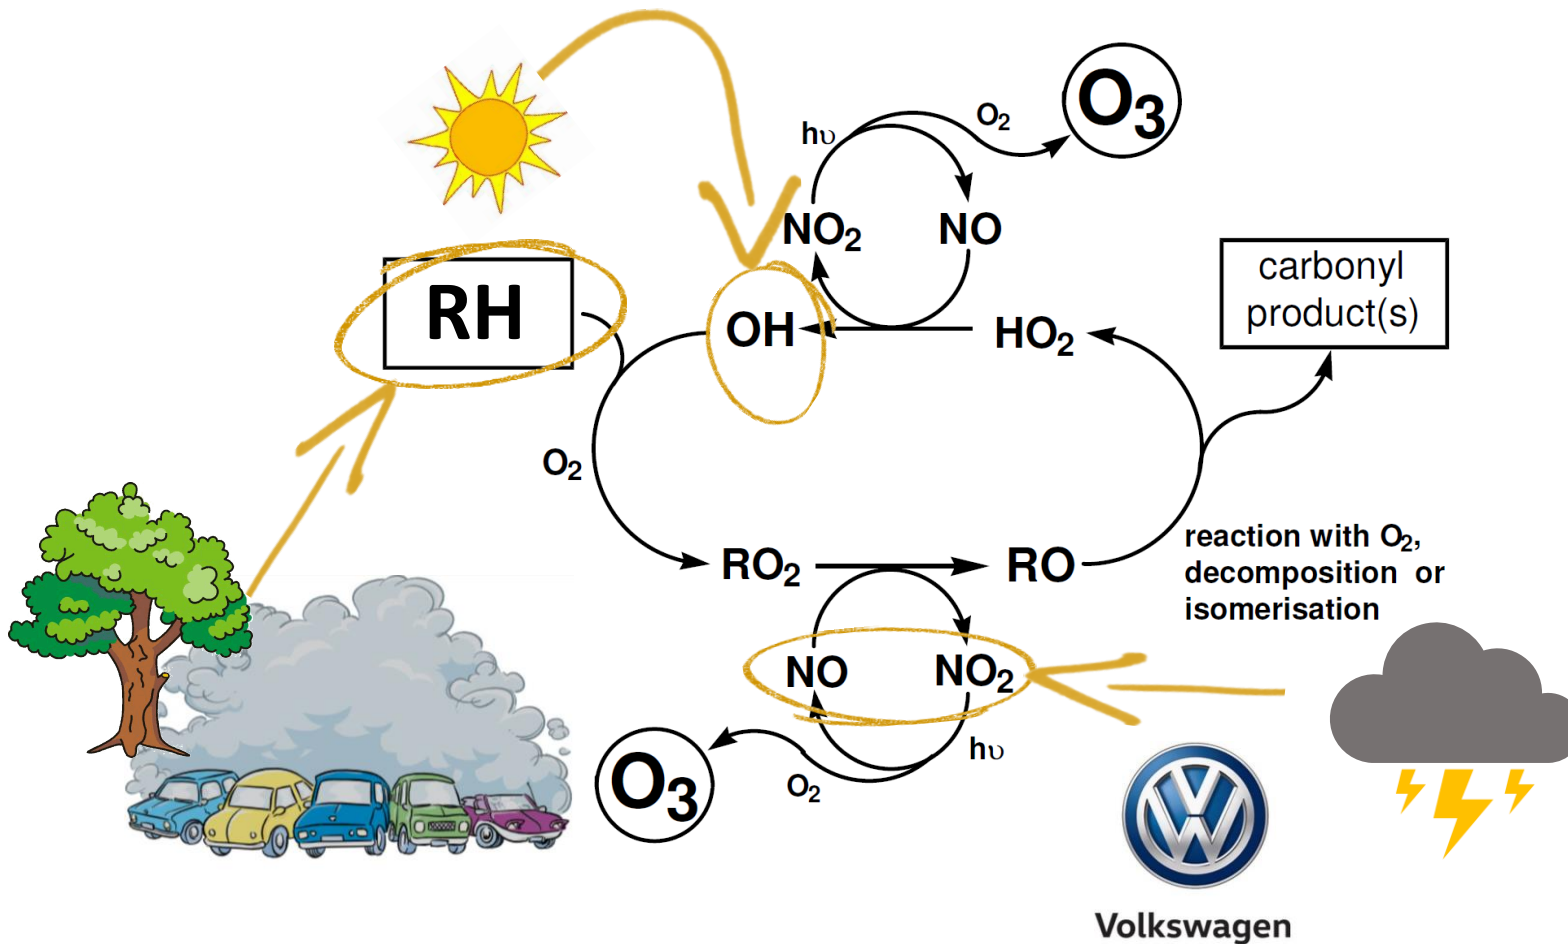 O₂
O₃
hυ
NO₂
NO
RH
OH
HO₂
carbonyl
product(s)
O₂
RO₂
RO
reaction with O₂,
decomposition or
isomerisation
NO
NO₂
hυ
O₂
O₃
Volkswagen